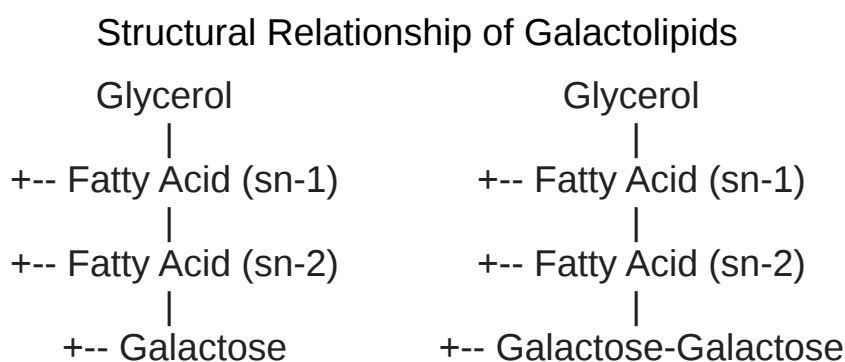 Structural Relationship of Galactolipids
Glycerol
|
+-- Fatty Acid (sn-1)
|
+-- Fatty Acid (sn-2)
|
+-- Galactose
Glycerol
|
+-- Fatty Acid (sn-1)
|
+-- Fatty Acid (sn-2)
|
+-- Galactose-Galactose